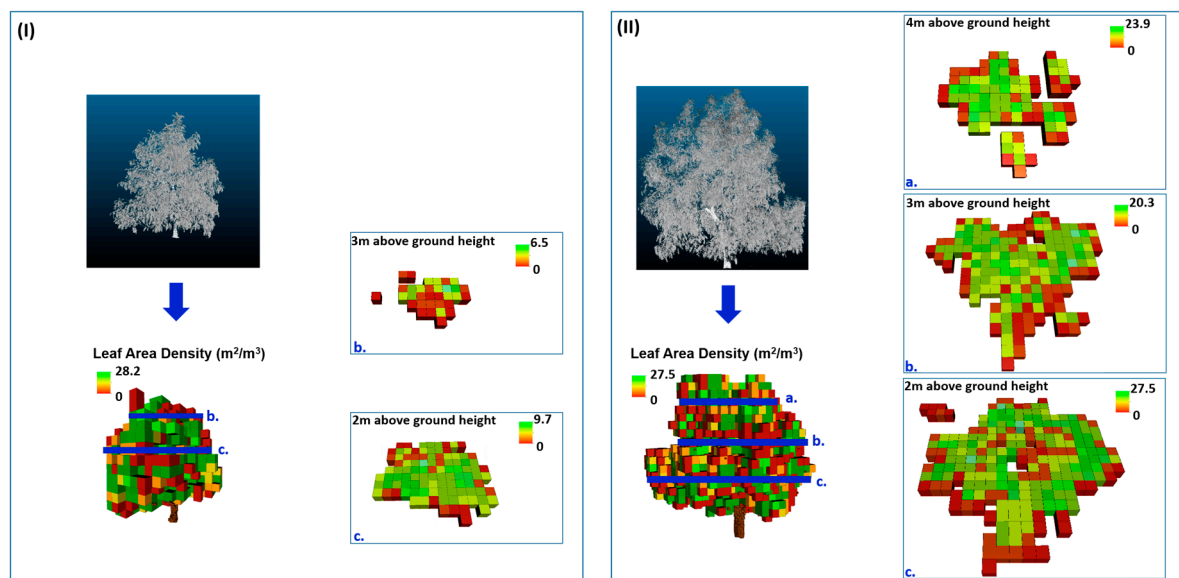 (I)
3m above ground height
6.5
0
b.
Leaf Area Density (m²/m³)
28.2
0
b.
c.
2m above ground height
9.7
0
c.
(II)
4m above ground height
23.9
0
a.
3m above ground height
20.3
0
b.
Leaf Area Density (m²/m³)
27.5
0
a.
b.
c.
2m above ground height
27.5
0
c.